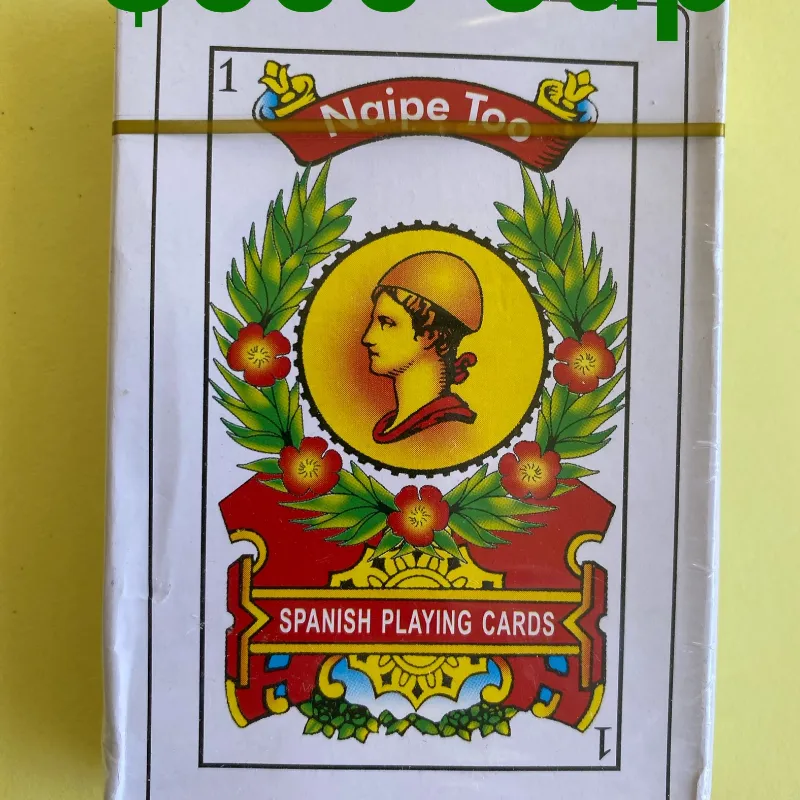 1
Naipe Too
SPANISH PLAYING CARDS
1